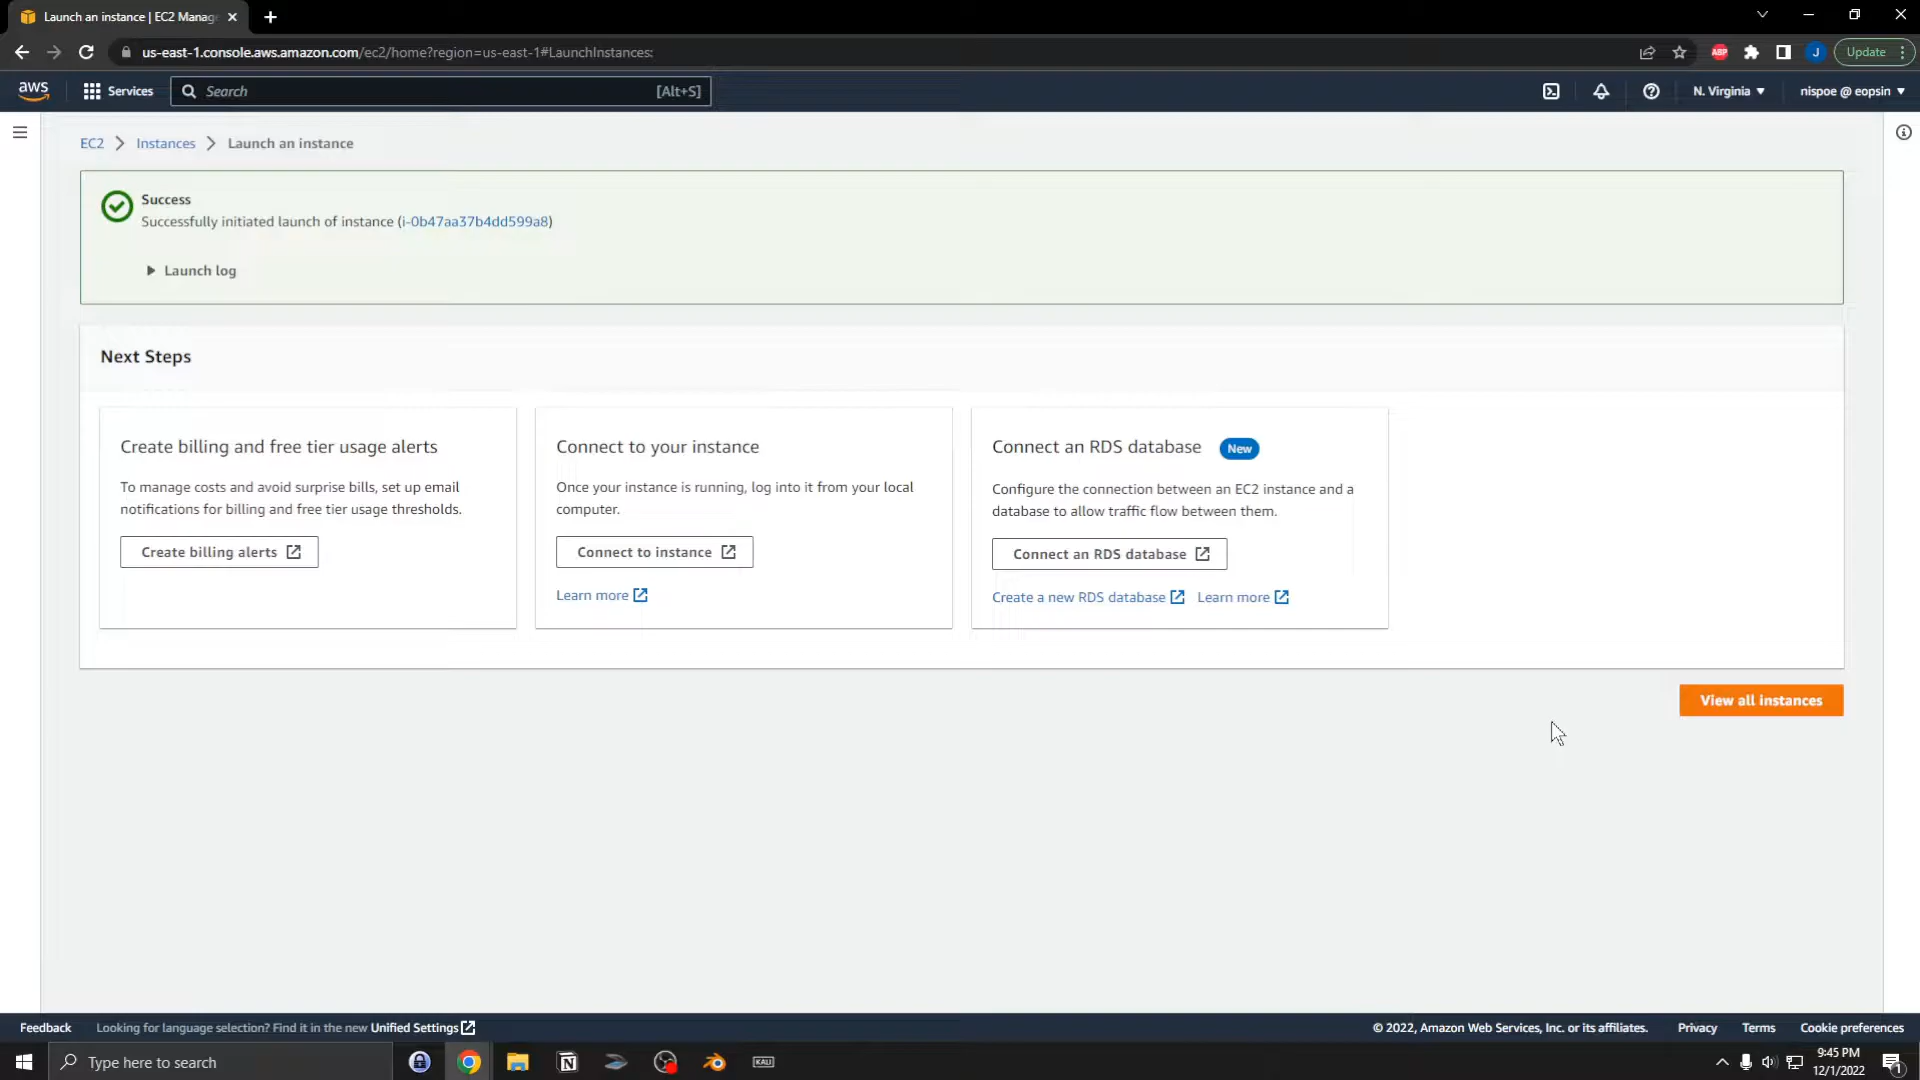 Launch an instance | EC2 Manag
us-east-1.console.aws.amazon.com/ec2/home?region=us-east-1#LaunchInstances:
ABP
J
Update
aws
Services
Search
[Alt+S]
N. Virginia
nispoe @ eopsin
EC2
Instances
Launch an instance
Success
Successfully initiated launch of instance (i-0b47aa37b4dd599a8)
Launch log
Next Steps
Create billing and free tier usage alerts
To manage costs and avoid surprise bills, set up email
notifications for billing and free tier usage thresholds.
Create billing alerts
Connect to your instance
Once your instance is running, log into it from your local
computer.
Connect to instance
Learn more
Connect an RDS database
New
Configure the connection between an EC2 instance and a
database to allow traffic flow between them.
Connect an RDS database
Create a new RDS database
Learn more
View all instances
Feedback
Looking for language selection? Find it in the new Unified Settings
© 2022, Amazon Web Services, Inc. or its affiliates.
Privacy
Terms
Cookie preferences
Type here to search
N
KALI
9:45 PM
12/1/2022
1